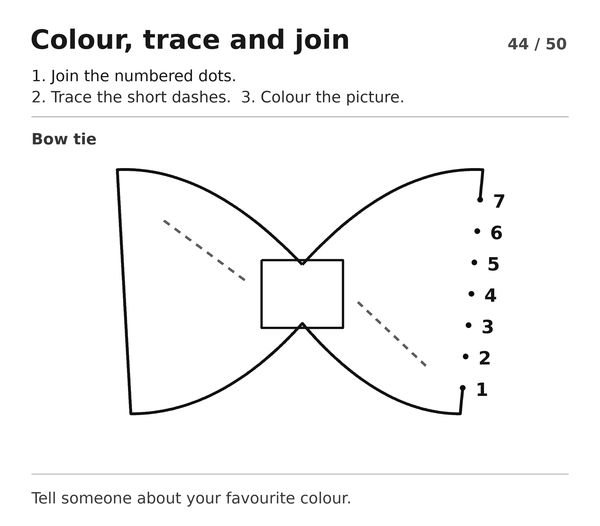 Colour, trace and join
44 / 50
1. Join the numbered dots.
2. Trace the short dashes.  3. Colour the picture.
Bow tie
7
6
5
4
3
2
1
Tell someone about your favourite colour.